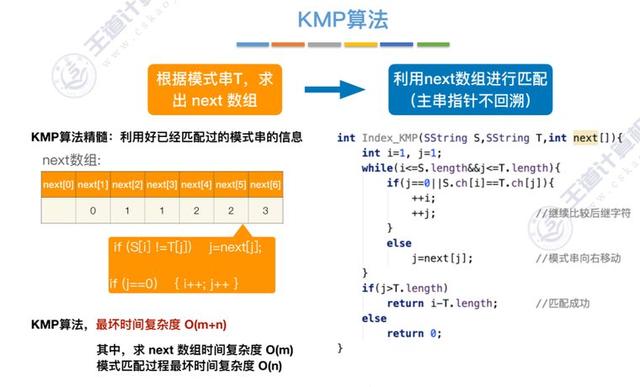 KMP算法
王道计算机
www.cskao
根据模式串T，求
出 next 数组
利用next数组进行匹配
（主串指针不回溯）
KMP算法精髓：利用好已经匹配过的模式串的信息
next数组：
next[0] next[1] next[2] next[3] next[4] next[5] next[6]
0 1 1 2 2 3
if (S[i] !=T[j]) j=next[j];
if (j==0) { i++; j++ }
KMP算法，最坏时间复杂度 O(m+n)
其中，求 next 数组时间复杂度 O(m)
模式匹配过程最坏时间复杂度 O(n)
int Index_KMP(SString S,SString T,int next[]){
int i=1, j=1;
while(i<=S.length&&j<=T.length){
if(j==0||S.ch[i]==T.ch[j]){
++i;
++j; //继续比较后继字符
}
else
j=next[j]; //模式串向右移动
}
if(j>T.length)
return i-T.length; //匹配成功
else
return 0;
}